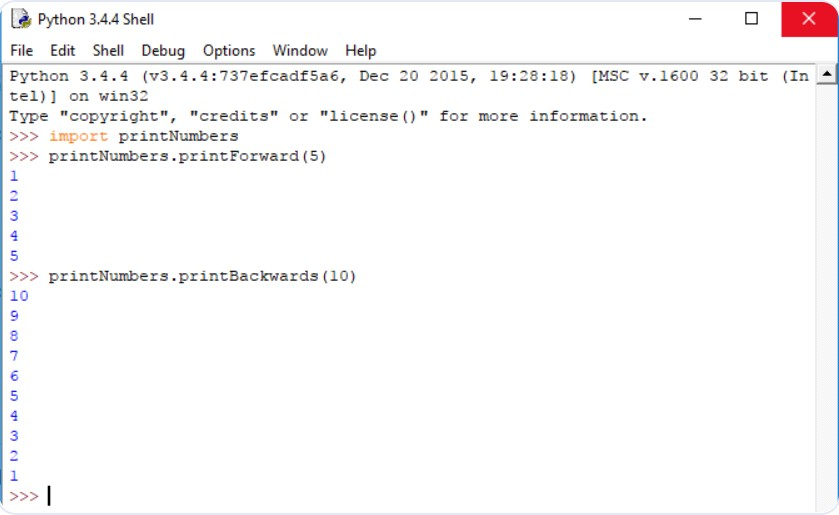 Python 3.4.4 Shell
File Edit Shell Debug Options Window Help
Python 3.4.4 (v3.4.4:737efcadf5a6, Dec 20 2015, 19:28:18) [MSC v.1600 32 bit (In
tel)] on win32
Type "copyright", "credits" or "license()" for more information.
>>> import printNumbers
>>> printNumbers.printForward(5)
1
2
3
4
5
>>> printNumbers.printBackwards(10)
10
9
8
7
6
5
4
3
2
1
>>>